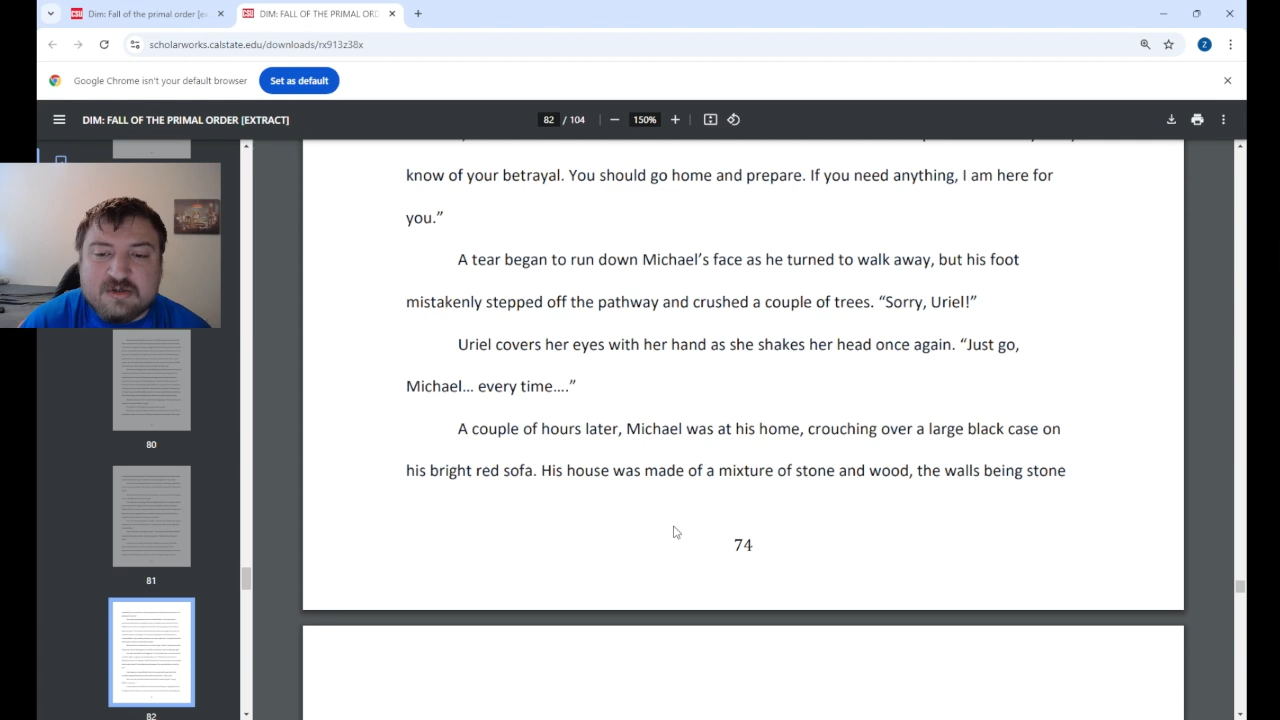 DIM: Fall of the primal order [e
DIM: FALL OF THE PRIMAL ORD
scholarworks.calstate.edu/downloads/rx913z38x
Z
Google Chrome isn't your default browser
Set as default
DIM: FALL OF THE PRIMAL ORDER [EXTRACT]
82 / 104
150%
know of your betrayal. You should go home and prepare. If you need anything, I am here for
you.”
A tear began to run down Michael’s face as he turned to walk away, but his foot
mistakenly stepped off the pathway and crushed a couple of trees. “Sorry, Uriel!”
Uriel covers her eyes with her hand as she shakes her head once again. “Just go,
Michael… every time….”
A couple of hours later, Michael was at his home, crouching over a large black case on
his bright red sofa. His house was made of a mixture of stone and wood, the walls being stone
74
80
81
82